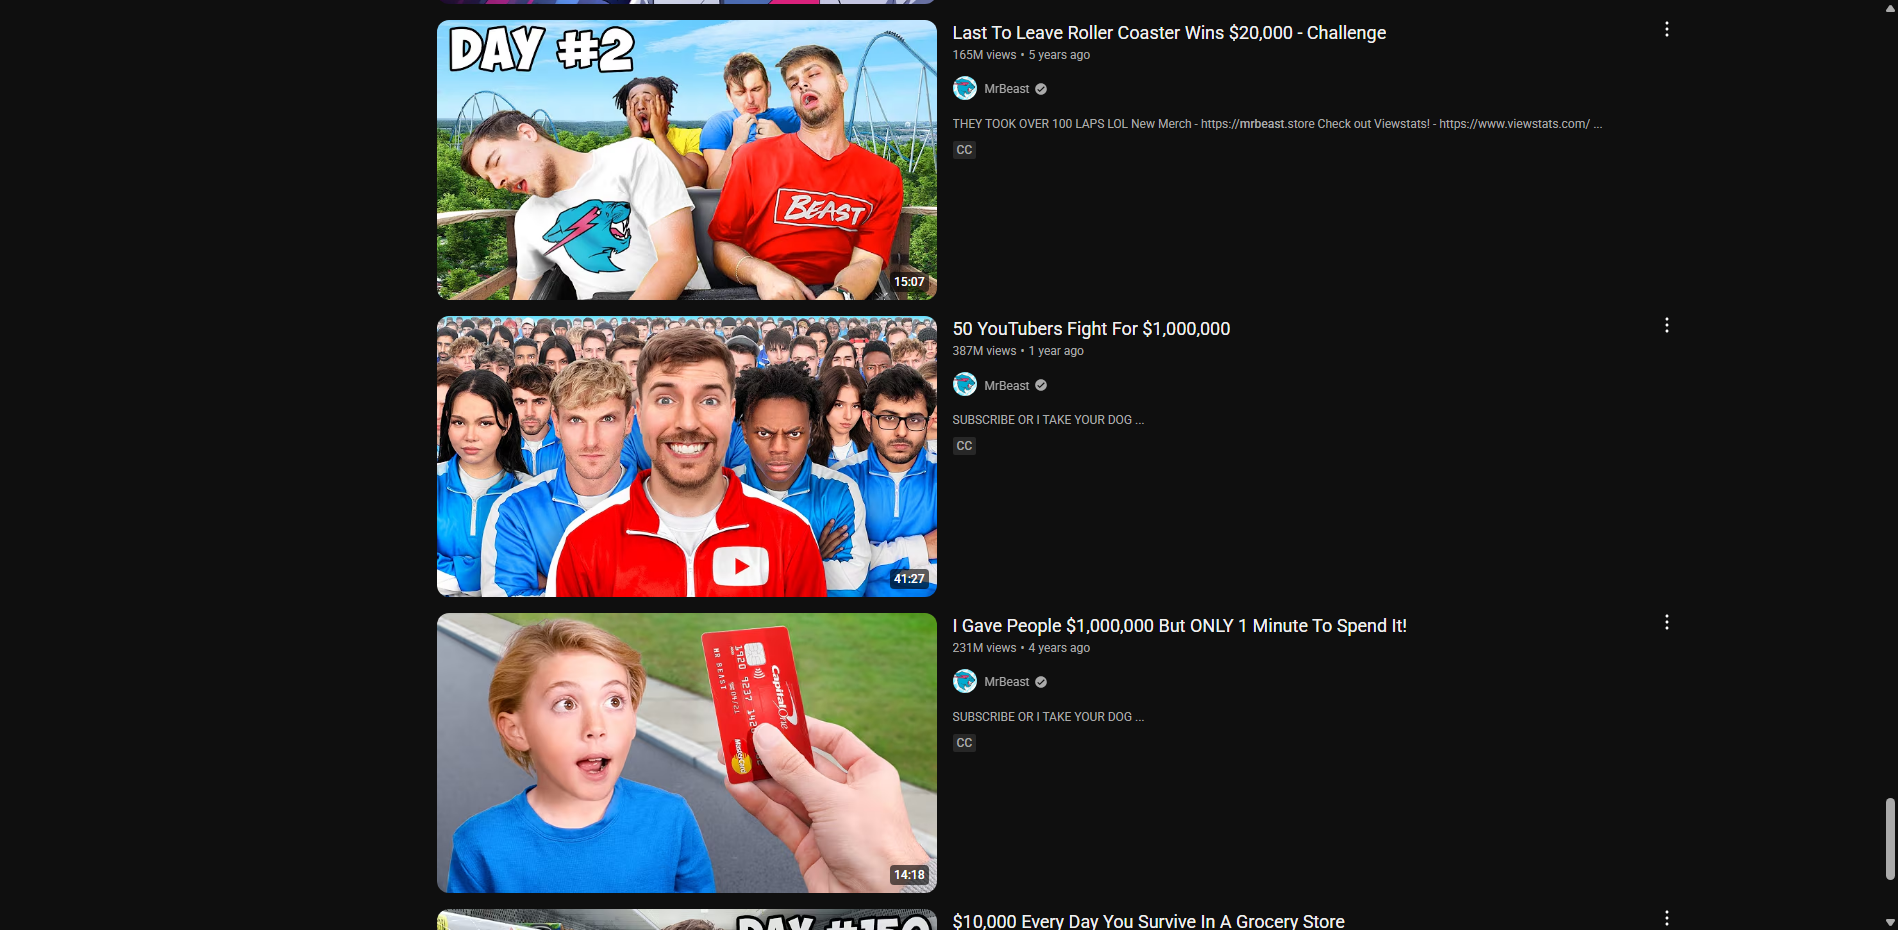 DAY #2
BEAST
15:07
Last To Leave Roller Coaster Wins $20,000 - Challenge
165M views • 5 years ago
MrBeast
THEY TOOK OVER 100 LAPS LOL New Merch - https://mrbeast.store Check out Viewstats! - https://www.viewstats.com/ ...
CC
41:27
50 YouTubers Fight For $1,000,000
387M views • 1 year ago
MrBeast
SUBSCRIBE OR I TAKE YOUR DOG ...
CC
CapitalOne
MR BEAST
MasterCard
14:18
I Gave People $1,000,000 But ONLY 1 Minute To Spend It!
231M views • 4 years ago
MrBeast
SUBSCRIBE OR I TAKE YOUR DOG ...
CC
DAY #150
$10,000 Every Day You Survive In A Grocery Store